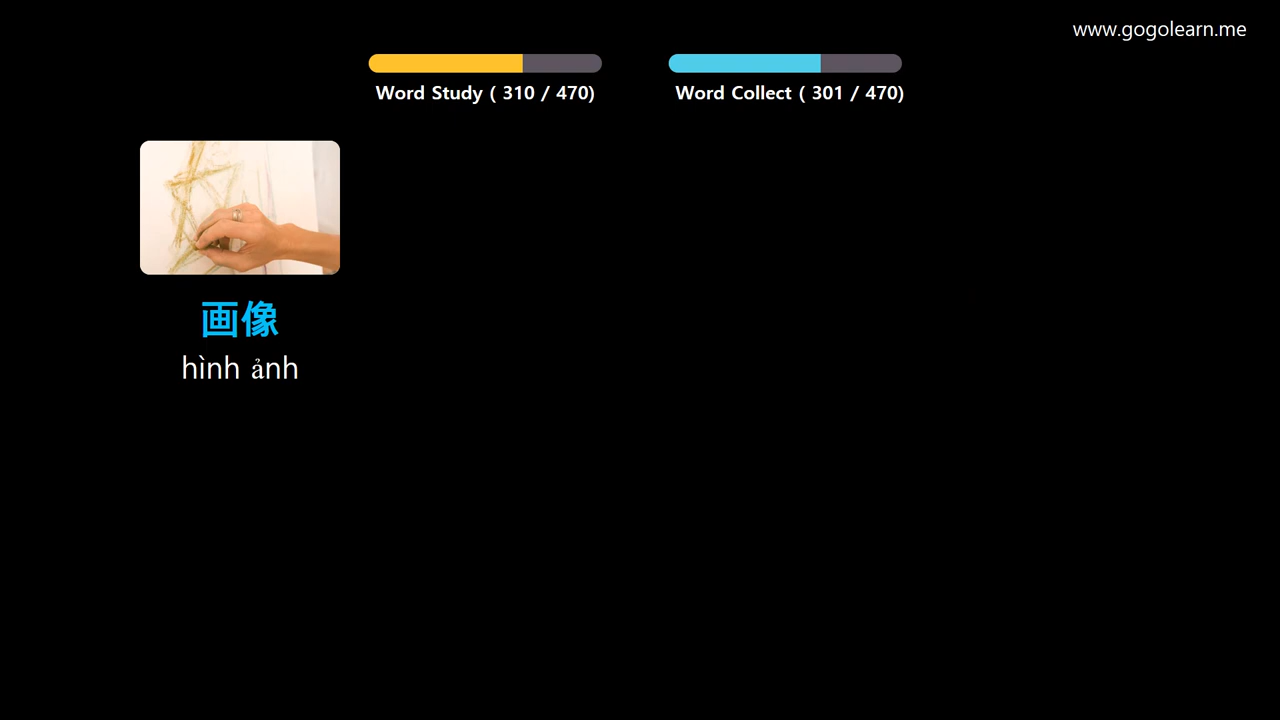 www.gogolearn.me
Word Study ( 310 / 470)
Word Collect ( 301 / 470)
画像
hình ảnh